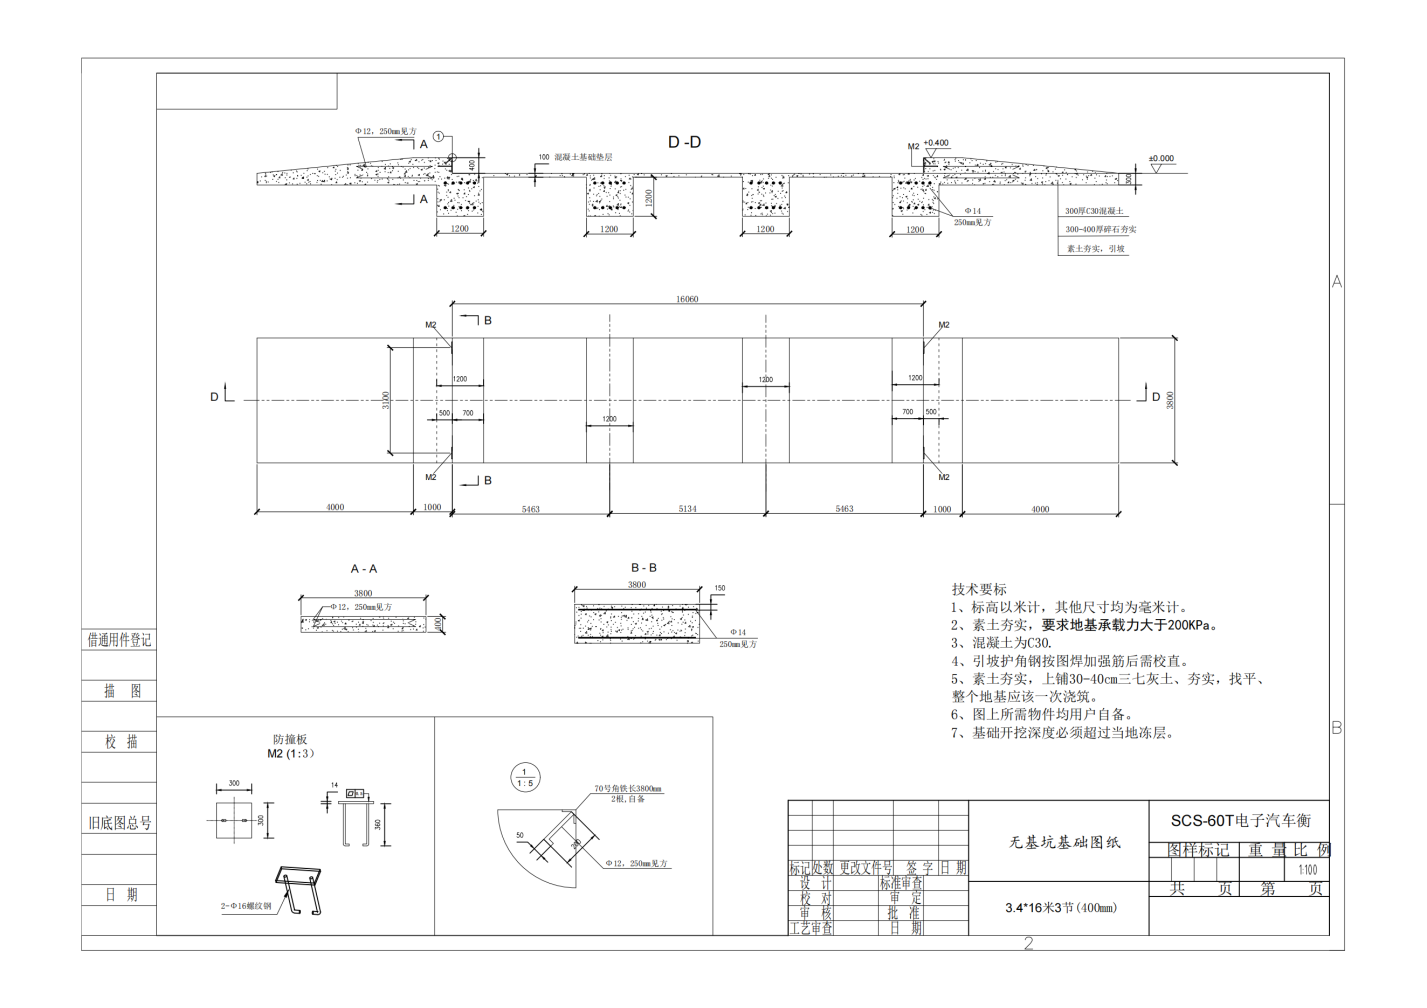 D -D
Φ12, 250mm见方
A
1
400
100 混凝土基础垫层
M2
+0.400
±0.000
300
A
1200
Φ14
250mm见方
300厚C30混凝土
300-400厚碎石夯实
素土夯实, 引坡
1200
1200
1200
1200
16060
M2
B
M2
D
D
3100
1200
1200
1200
1200
500
700
700
500
3800
M2
B
M2
4000
1000
5463
5134
5463
1000
4000
A - A
3800
Φ12, 250mm见方
400
B - B
3800
150
Φ14
250mm见方
技术要标
1、标高以米计，其他尺寸均为毫米计。
2、素土夯实，要求地基承载力大于200KPa。
3、混凝土为C30.
4、引坡护角钢按图焊加强筋后需校直。
5、素土夯实，上铺30-40cm三七灰土、夯实，找平、
整个地基应该一次浇筑。
6、图上所需物件均用户自备。
7、基础开挖深度必须超过当地冻层。
借通用件登记
描 图
校 描
旧底图总号
日 期
防撞板
M2 (1:3）
300
300
14
360
2-Φ16螺纹钢
1
1 : 5
70号角铁长3800mm
2根,自备
50
200
Φ12, 250mm见方
标记
处数
更改文件号
签 字
日 期
设 计
标准审查
校 对
审 定
审 核
批 准
工艺审查
日 期
无基坑基础图纸
3.4*16米3节(400mm)
SCS-60T电子汽车衡
图样标记
重 量
比 例
1:100
共 页
第 页
A
B
2